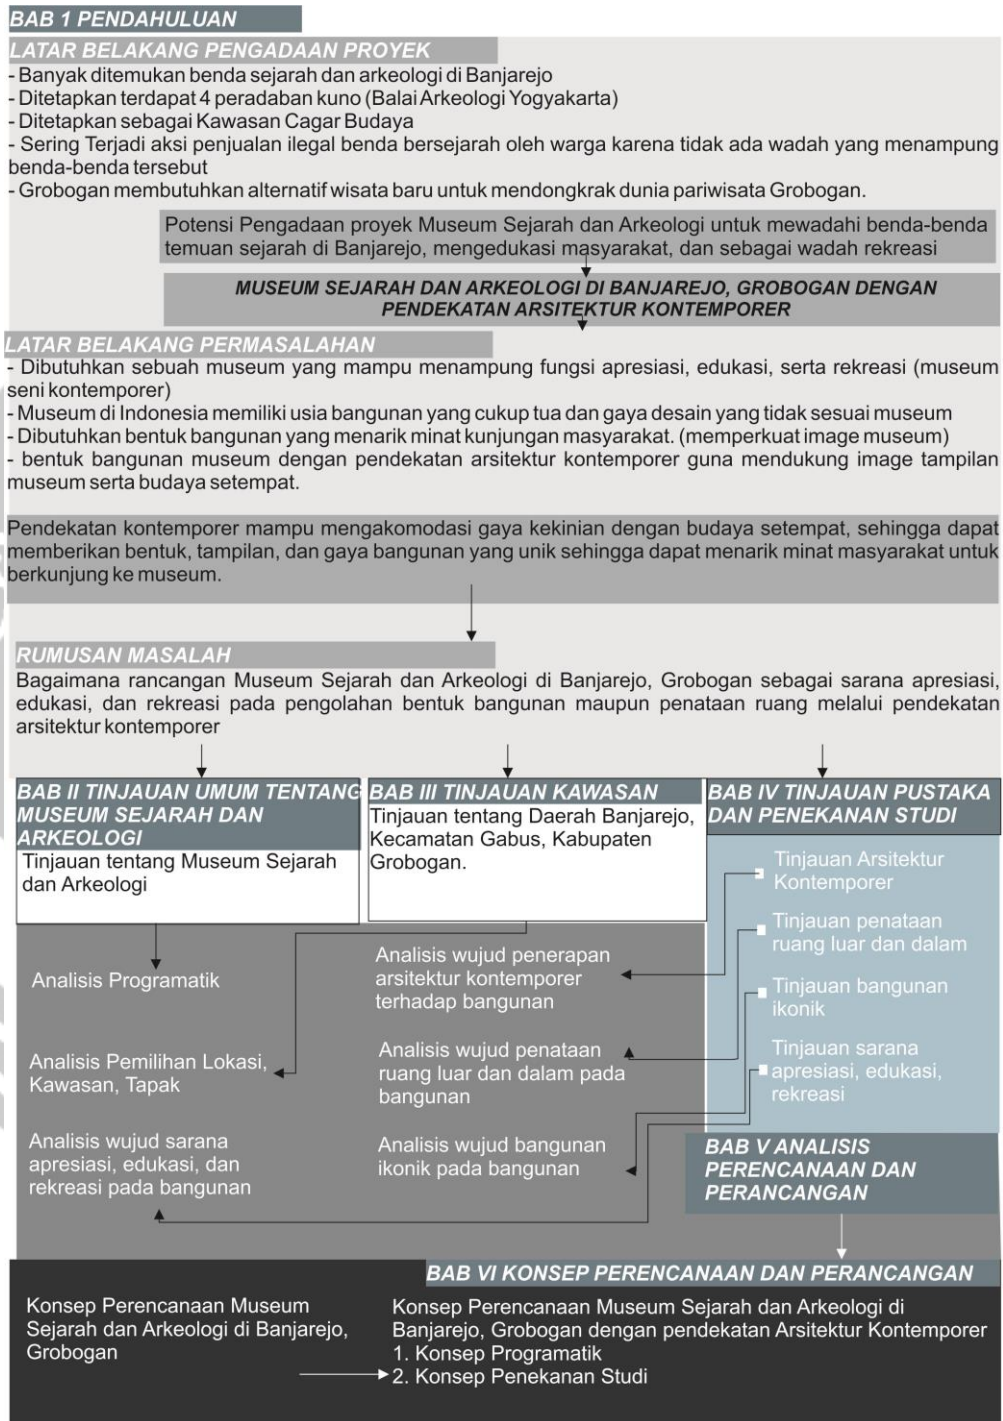 BAB 1 PENDAHULUAN
LATAR BELAKANG PENGADAAN PROYEK
- Banyak ditemukan benda sejarah dan arkeologi di Banjarejo
- Ditetapkan terdapat 4 peradaban kuno (Balai Arkeologi Yogyakarta)
- Ditetapkan sebagai Kawasan Cagar Budaya
- Sering Terjadi aksi penjualan ilegal benda bersejarah oleh warga karena tidak ada wadah yang menampung
benda-benda tersebut
- Grobogan membutuhkan alternatif wisata baru untuk mendongkrak dunia pariwisata Grobogan.
Potensi Pengadaan proyek Museum Sejarah dan Arkeologi untuk mewadahi benda-benda
temuan sejarah di Banjarejo, mengedukasi masyarakat, dan sebagai wadah rekreasi
MUSEUM SEJARAH DAN ARKEOLOGI DI BANJAREJO, GROBOGAN DENGAN
PENDEKATAN ARSITEKTUR KONTEMPORER
LATAR BELAKANG PERMASALAHAN
- Dibutuhkan sebuah museum yang mampu menampung fungsi apresiasi, edukasi, serta rekreasi (museum
seni kontemporer)
- Museum di Indonesia memiliki usia bangunan yang cukup tua dan gaya desain yang tidak sesuai museum
- Dibutuhkan bentuk bangunan yang menarik minat kunjungan masyarakat. (memperkuat image museum)
- bentuk bangunan museum dengan pendekatan arsitektur kontemporer guna mendukung image tampilan
museum serta budaya setempat.
Pendekatan kontemporer mampu mengakomodasi gaya kekinian dengan budaya setempat, sehingga dapat
memberikan bentuk, tampilan, dan gaya bangunan yang unik sehingga dapat menarik minat masyarakat untuk
berkunjung ke museum.
RUMUSAN MASALAH
Bagaimana rancangan Museum Sejarah dan Arkeologi di Banjarejo, Grobogan sebagai sarana apresiasi,
edukasi, dan rekreasi pada pengolahan bentuk bangunan maupun penataan ruang melalui pendekatan
arsitektur kontemporer
BAB II TINJAUAN UMUM TENTANG
MUSEUM SEJARAH DAN
ARKEOLOGI
Tinjauan tentang Museum Sejarah
dan Arkeologi
BAB III TINJAUAN KAWASAN
Tinjauan tentang Daerah Banjarejo,
Kecamatan Gabus, Kabupaten
Grobogan.
BAB IV TINJAUAN PUSTAKA
DAN PENEKANAN STUDI
Tinjauan Arsitektur
Kontemporer
Tinjauan penataan
ruang luar dan dalam
Tinjauan bangunan
ikonik
Tinjauan sarana
apresiasi, edukasi,
rekreasi
Analisis Programatik
Analisis Pemilihan Lokasi,
Kawasan, Tapak
Analisis wujud sarana
apresiasi, edukasi, dan
rekreasi pada bangunan
Analisis wujud penerapan
arsitektur kontemporer
terhadap bangunan
Analisis wujud penataan
ruang luar dan dalam pada
bangunan
Analisis wujud bangunan
ikonik pada bangunan
BAB V ANALISIS
PERENCANAAN DAN
PERANCANGAN
BAB VI KONSEP PERENCANAAN DAN PERANCANGAN
Konsep Perencanaan Museum
Sejarah dan Arkeologi di Banjarejo,
Grobogan
Konsep Perencanaan Museum Sejarah dan Arkeologi di
Banjarejo, Grobogan dengan pendekatan Arsitektur Kontemporer
1. Konsep Programatik
2. Konsep Penekanan Studi